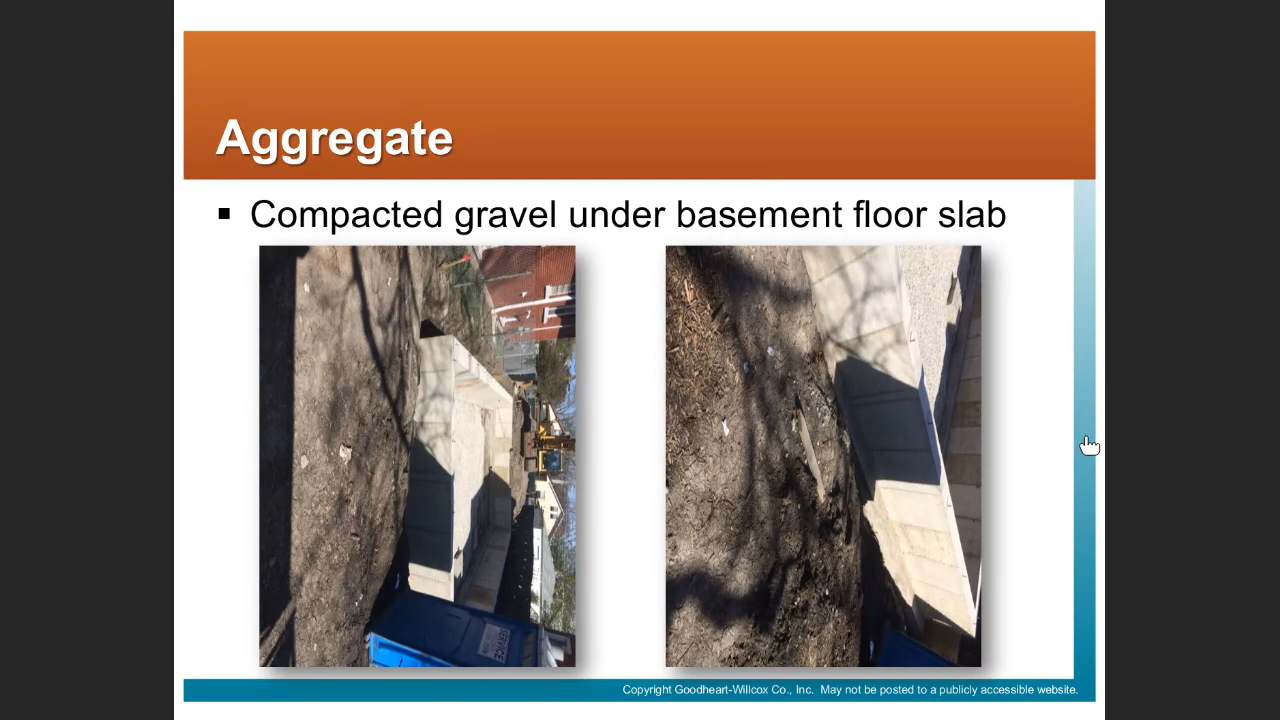 Aggregate
Compacted gravel under basement floor slab
SERVICE
Copyright Goodheart-Willcox Co., Inc. May not be posted to a publicly accessible website.